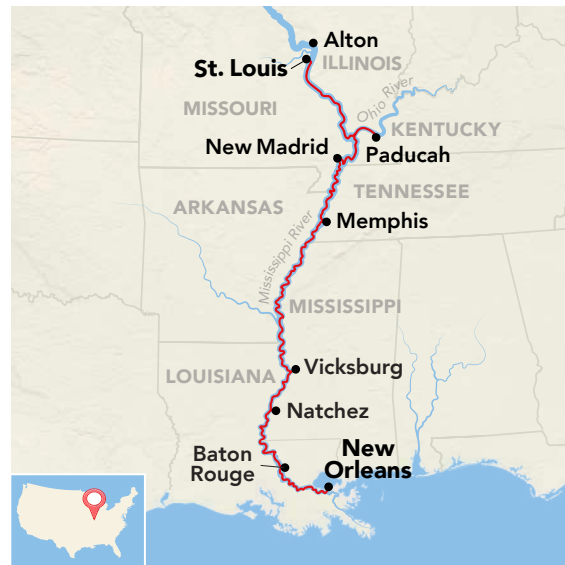 Alton
St. Louis
ILLINOIS
Ohio River
MISSOURI
KENTUCKY
New Madrid
Paducah
TENNESSEE
ARKANSAS
Memphis
Mississippi River
MISSISSIPPI
Vicksburg
LOUISIANA
Natchez
Baton
Rouge
New
Orleans